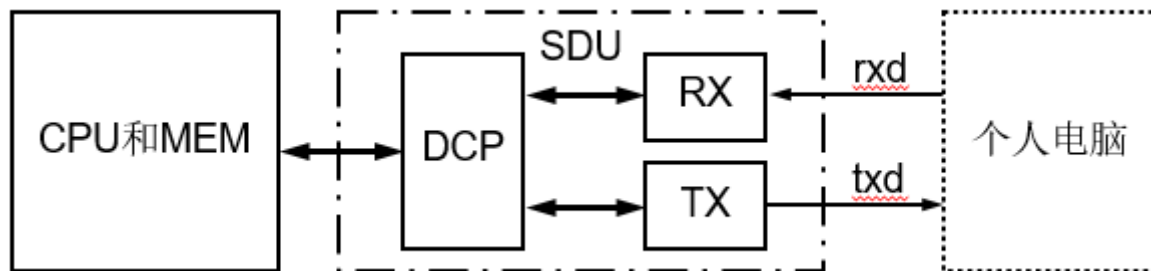 CPU和MEM
SDU
DCP
RX
TX
rxd
txd
个人电脑